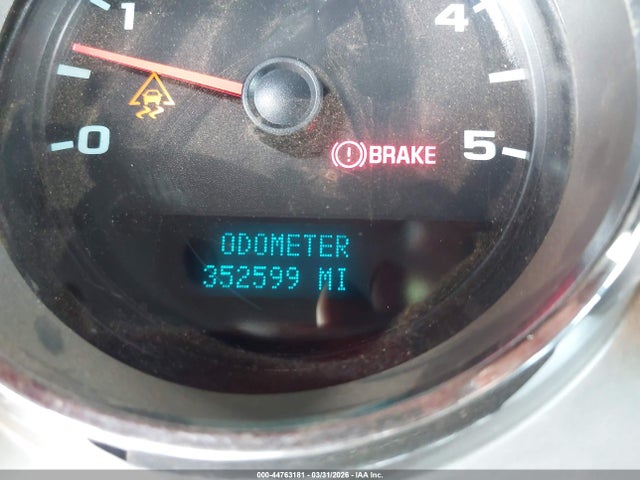 1
4
0
5
BRAKE
ODOMETER
352599 MI
000-44763181 - 03/31/2026 - IAA Inc.